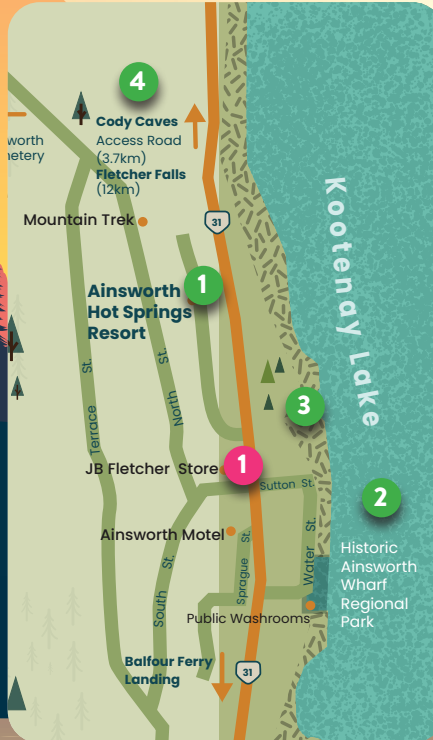 4
Cody Caves
Access Road
(3.7km)
Fletcher Falls
(12km)
worth
netery
Mountain Trek
31
Kootenay Lake
Ainsworth
Hot Springs
Resort
1
Terrace St.
North St.
3
JB Fletcher Store
1
Sutton St.
2
Ainsworth Motel
Historic
Ainsworth
Wharf
Regional
Park
South St.
Sprague St.
Water St.
Public Washrooms
Balfour Ferry
Landing
31